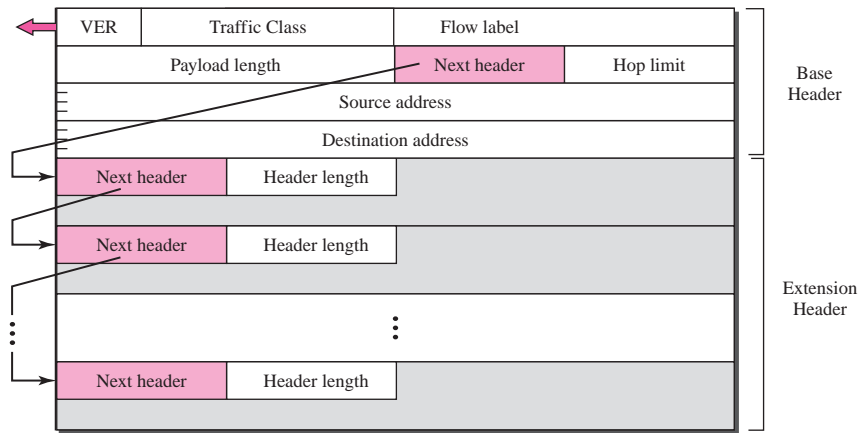 VER Traffic Class Flow label
Payload length Next header Hop limit
Source address
Destination address
Base
Header
Next header Header length
Next header Header length
Extension
Header
Next header Header length